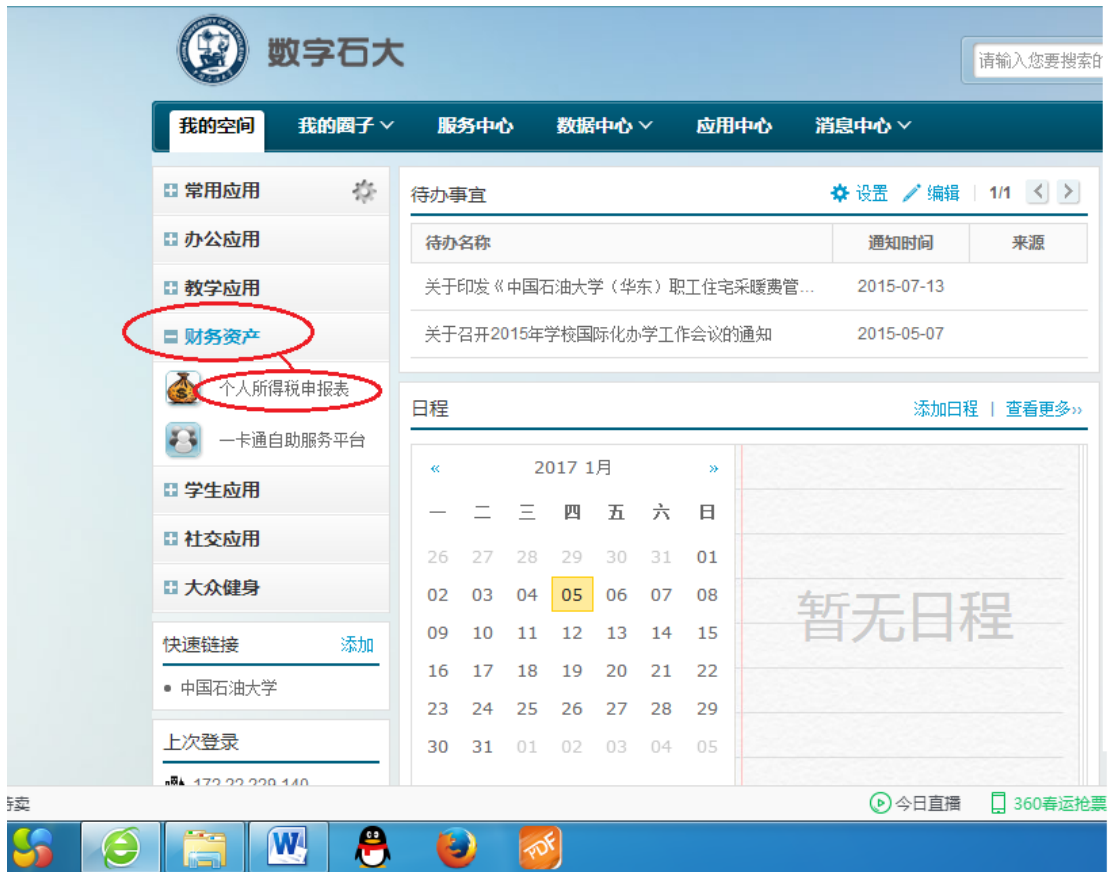 数字石大
请输入您要搜索的
我的空间 我的圈子 服务中心 数据中心 应用中心 消息中心
常用应用
办公应用
教学应用
财务资产
个人所得税申报表
一卡通自助服务平台
学生应用
社交应用
大众健身
快速链接 添加
中国石油大学
上次登录
172.22.229.140
待办事宜 设置 编辑 1/1
待办名称 通知时间 来源
关于印发《中国石油大学（华东）职工住宅采暖费管... 2015-07-13
关于召开2015年学校国际化办学工作会议的通知 2015-05-07
日程 添加日程 | 查看更多››
« 2017 1月 »
一 二 三 四 五 六 日
26 27 28 29 30 31 01
02 03 04 05 06 07 08
09 10 11 12 13 14 15
16 17 18 19 20 21 22
23 24 25 26 27 28 29
30 31 01 02 03 04 05
暂无日程
卖 今日直播 360春运抢票
W
PDF